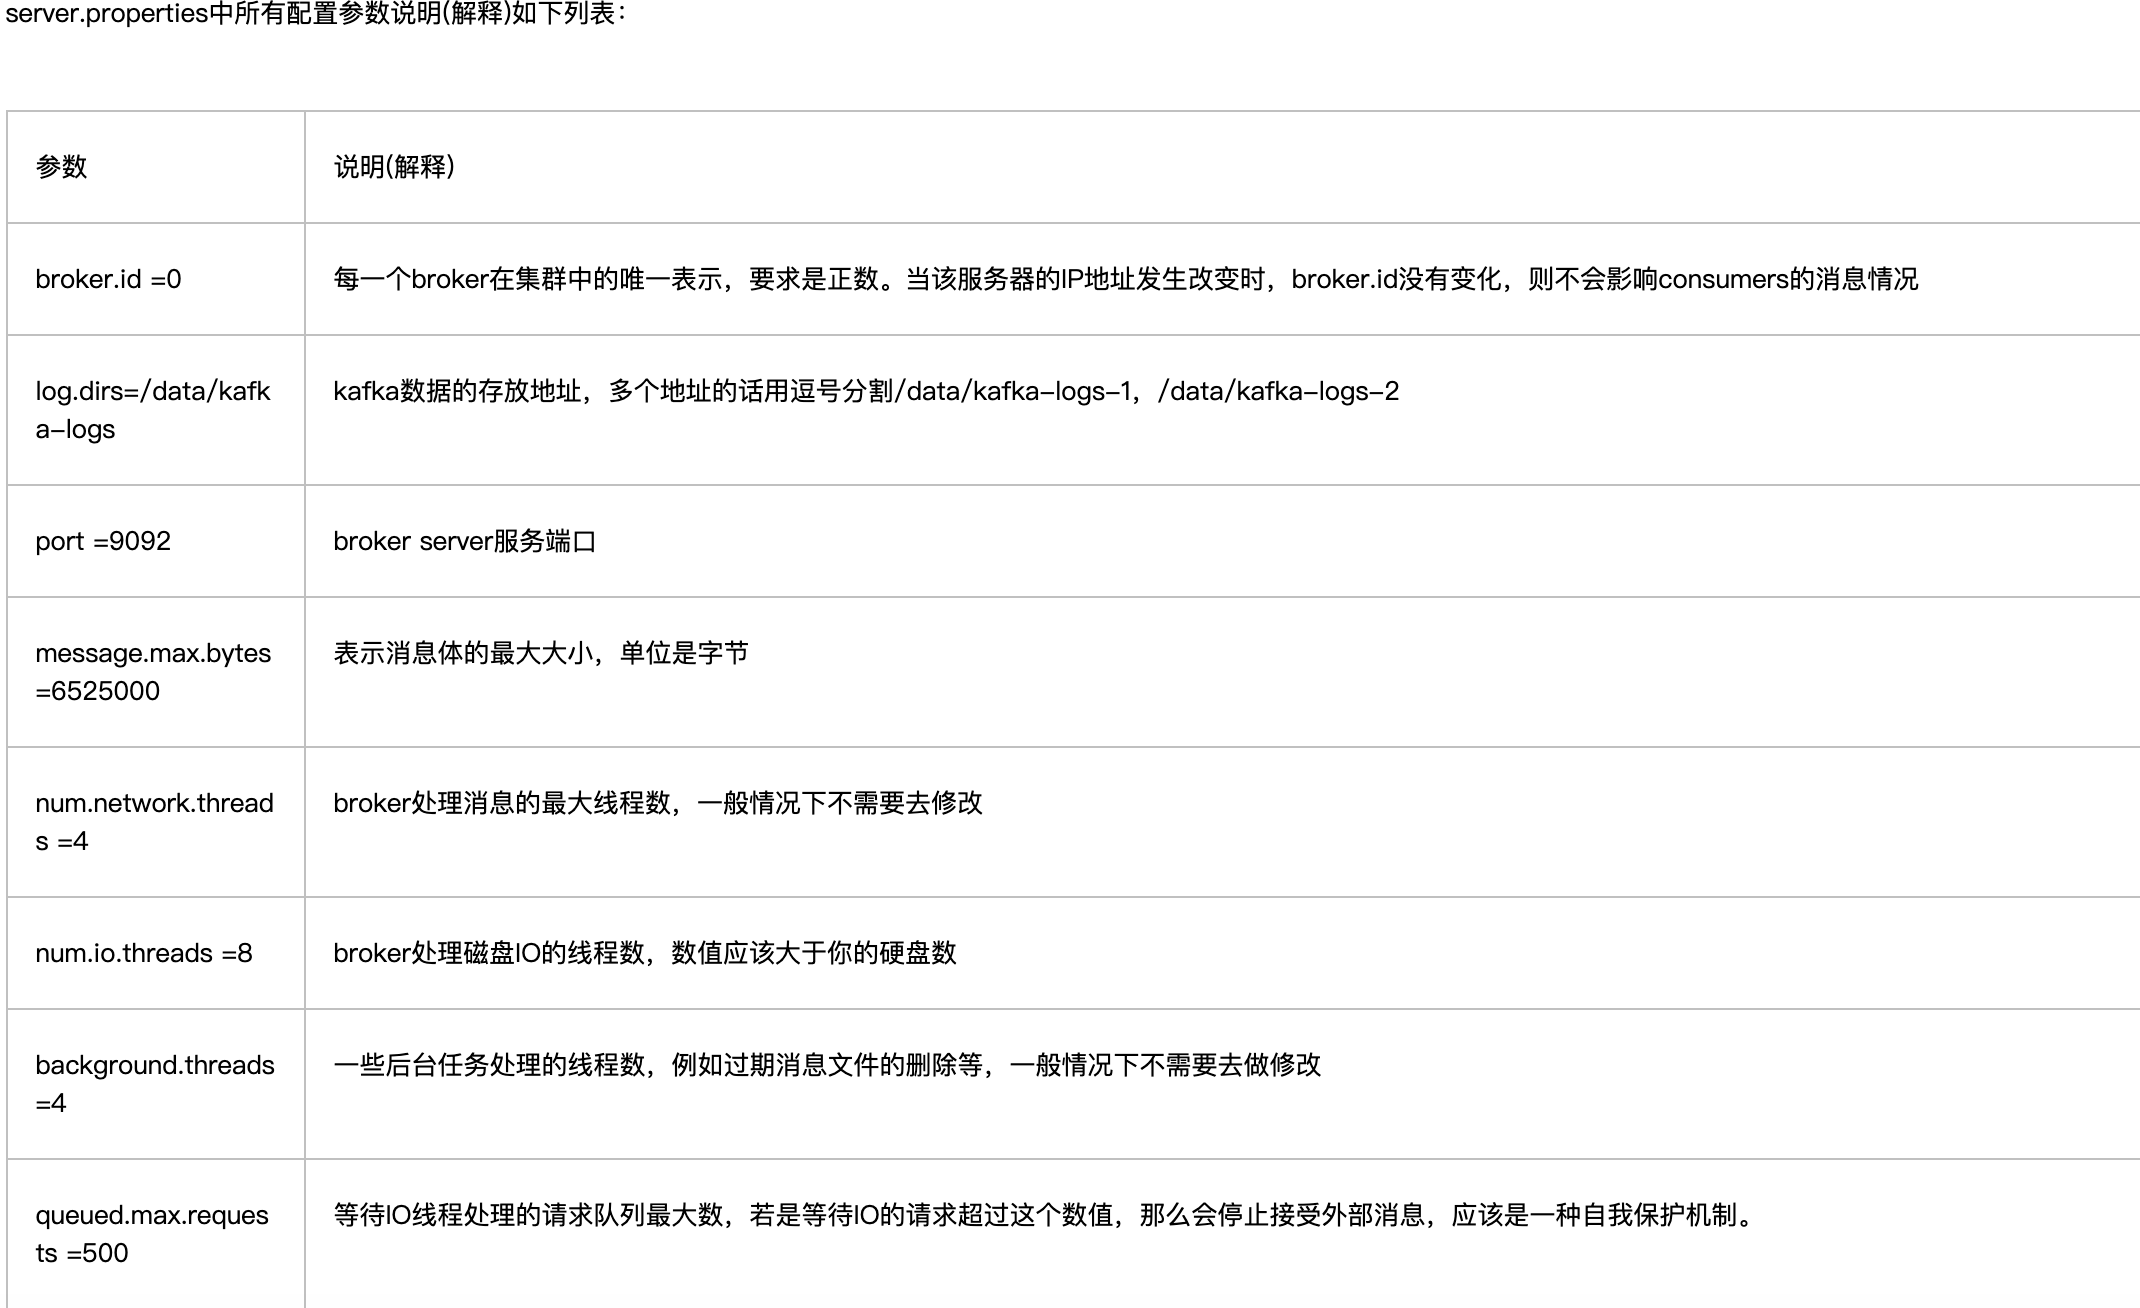 server.properties中所有配置参数说明(解释)如下列表：
参数
说明(解释)
broker.id =0
每一个broker在集群中的唯一表示，要求是正数。当该服务器的IP地址发生改变时，broker.id没有变化，则不会影响consumers的消息情况
log.dirs=/data/kafk
a-logs
kafka数据的存放地址，多个地址的话用逗号分割/data/kafka-logs-1，/data/kafka-logs-2
port =9092
broker server服务端口
message.max.bytes
=6525000
表示消息体的最大大小，单位是字节
num.network.thread
s =4
broker处理消息的最大线程数，一般情况下不需要去修改
num.io.threads =8
broker处理磁盘IO的线程数，数值应该大于你的硬盘数
background.threads
=4
一些后台任务处理的线程数，例如过期消息文件的删除等，一般情况下不需要去做修改
queued.max.reques
ts =500
等待IO线程处理的请求队列最大数，若是等待IO的请求超过这个数值，那么会停止接受外部消息，应该是一种自我保护机制。